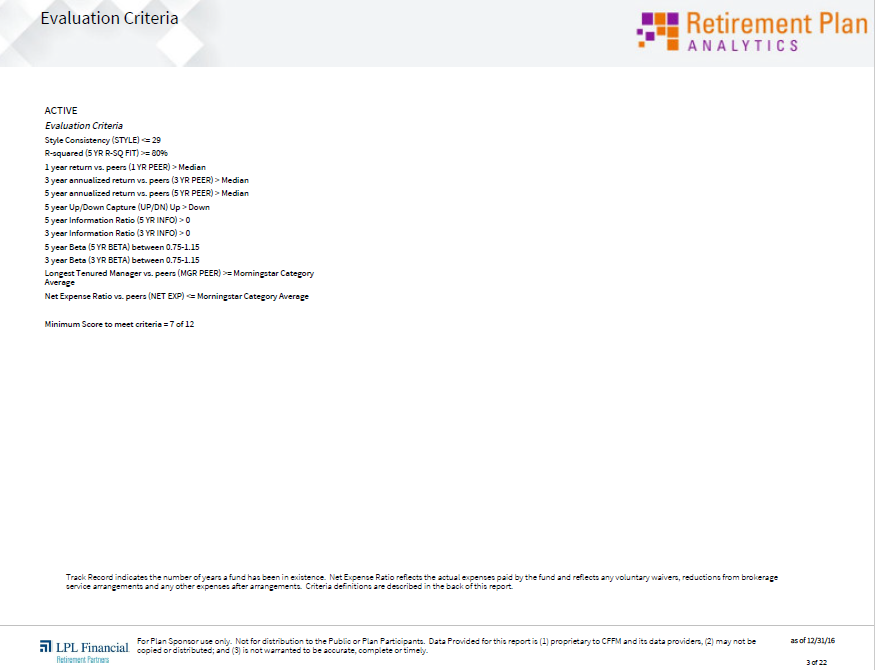 Evaluation Criteria
Retirement Plan
ANALYTICS
ACTIVE
Evaluation Criteria
Style Consistency (STYLE) <= 29
R-squared (5 YR R-SQ FIT) >= 80%
1 year return vs. peers (1 YR PEER) > Median
3 year annualized return vs. peers (3 YR PEER) > Median
5 year annualized return vs. peers (5 YR PEER) > Median
5 year Up/Down Capture (UP/DN) Up > Down
5 year Information Ratio (5 YR INFO) > 0
3 year Information Ratio (3 YR INFO) > 0
5 year Beta (5 YR BETA) between 0.75-1.15
3 year Beta (3 YR BETA) between 0.75-1.15
Longest Tenured Manager vs. peers (MGR PEER) >= Morningstar Category
Average
Net Expense Ratio vs. peers (NET EXP) <= Morningstar Category Average
Minimum Score to meet criteria = 7 of 12
Track Record indicates the number of years a fund has been in existence. Net Expense Ratio reflects the actual expenses paid by the fund and reflects any voluntary waivers, reductions from brokerage
service arrangements and any other expenses after arrangements. Criteria definitions are described in the back of this report.
LPL Financial
Retirement Partners
For Plan Sponsor use only. Not for distribution to the Public or Plan Participants. Data Provided for this report is (1) proprietary to CFFM and its data providers, (2) may not be
copied or distributed; and (3) is not warranted to be accurate, complete or timely.
as of 12/31/16
3 of 22